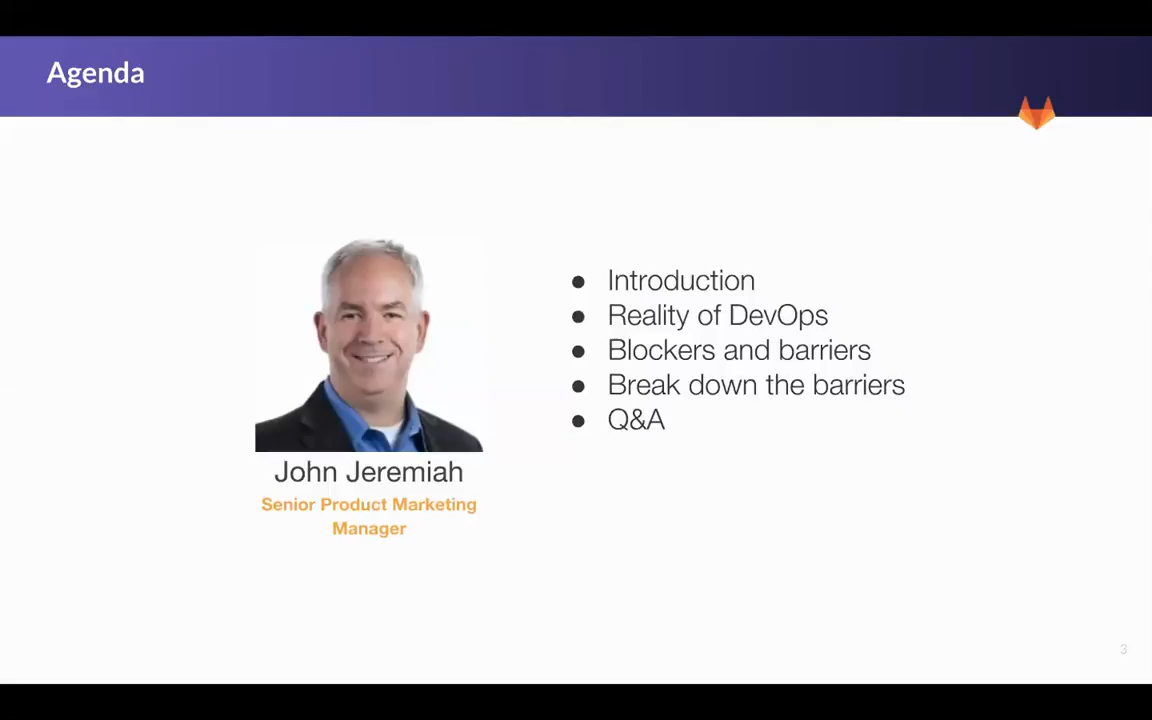 Agenda
John Jeremiah
Senior Product Marketing
Manager
● Introduction
● Reality of DevOps
● Blockers and barriers
● Break down the barriers
● Q&A
3